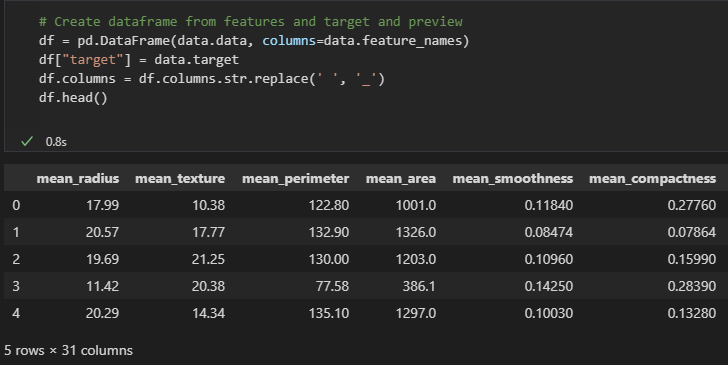 # Create dataframe from features and target and preview
df = pd.DataFrame(data.data, columns=data.feature_names)
df["target"] = data.target
df.columns = df.columns.str.replace(' ', '_')
df.head()
✓ 0.8s
mean_radius mean_texture mean_perimeter mean_area mean_smoothness mean_compactness
0 17.99 10.38 122.80 1001.0 0.11840 0.27760
1 20.57 17.77 132.90 1326.0 0.08474 0.07864
2 19.69 21.25 130.00 1203.0 0.10960 0.15990
3 11.42 20.38 77.58 386.1 0.14250 0.28390
4 20.29 14.34 135.10 1297.0 0.10030 0.13280
5 rows × 31 columns